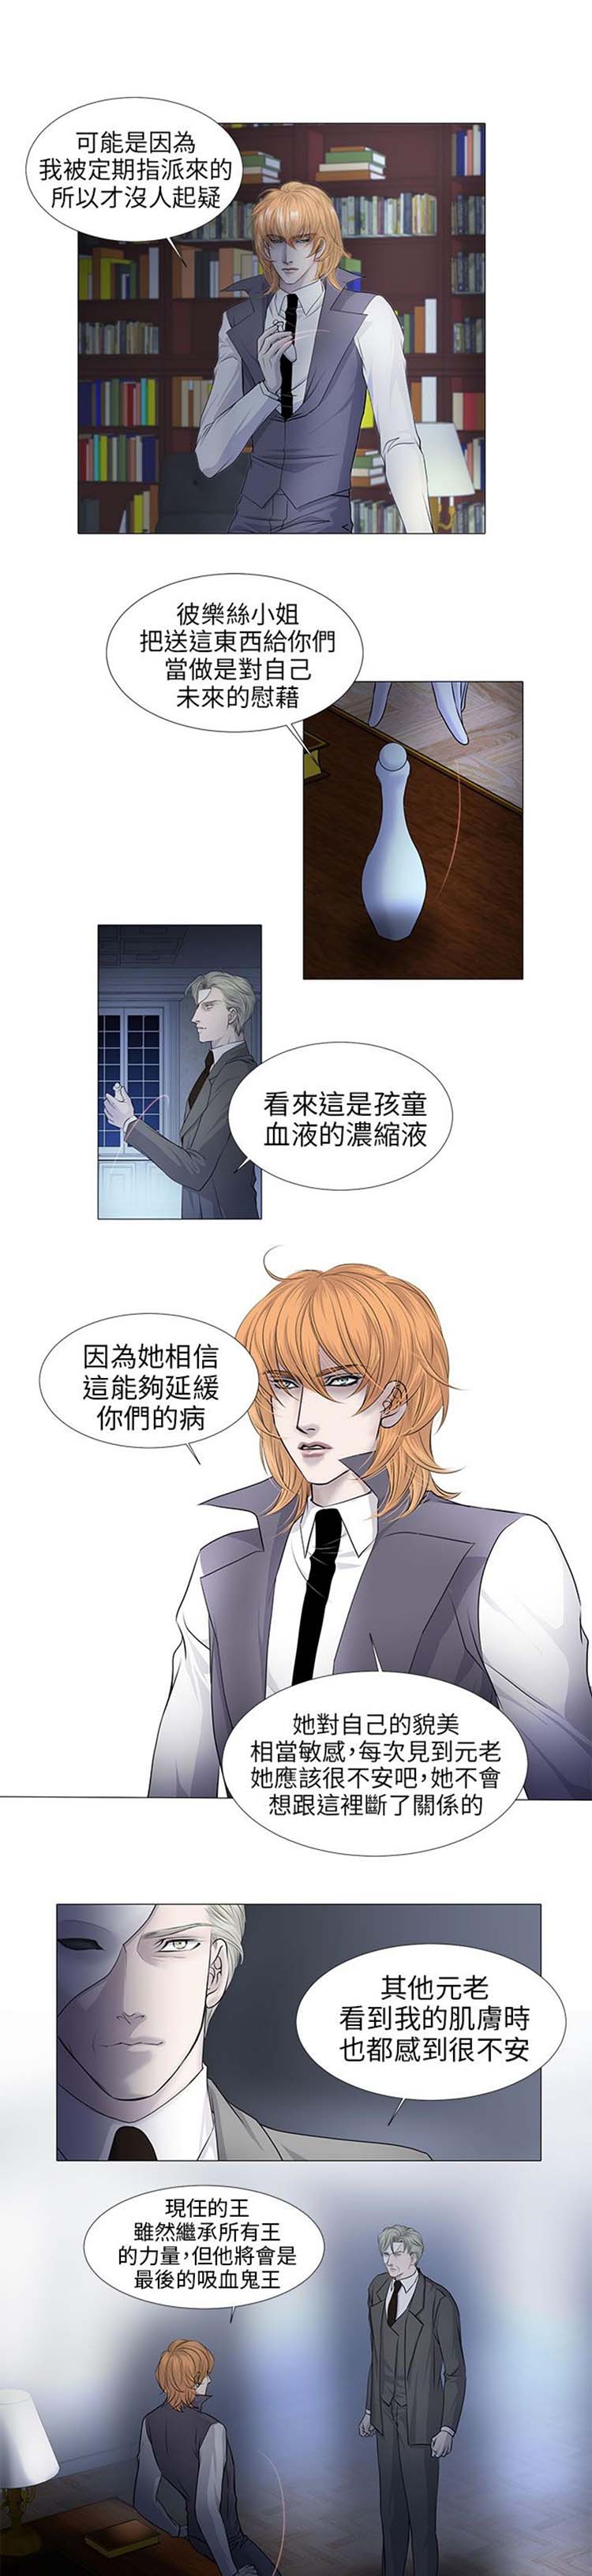 可能是因為
我被定期指派來的
所以才沒人起疑
彼樂絲小姐
把送這東西給你們
當做是對自己
未來的慰藉
看來這是孩童
血液的濃縮液
因為她相信
這能夠延緩
你們的病
她對自己的貌美
相當敏感，每次見到元老
她應該很不安吧，她不會
想跟這裡斷了關係的
其他元老
看到我的肌膚時
也都感到很不安
現任的王
雖然繼承所有王
的力量，但他將會是
最後的吸血鬼王